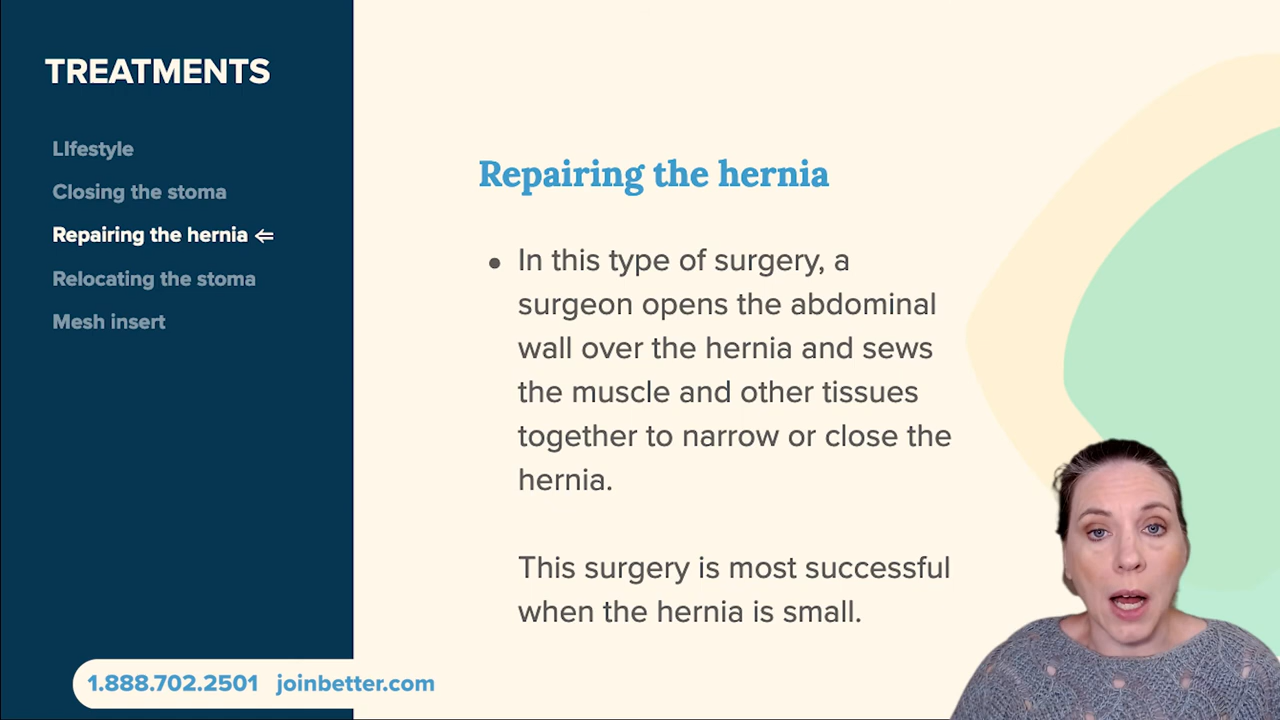 TREATMENTS
LIfestyle
Closing the stoma
Repairing the hernia ⇐
Relocating the stoma
Mesh insert
Repairing the hernia
• In this type of surgery, a
surgeon opens the abdominal
wall over the hernia and sews
the muscle and other tissues
together to narrow or close the
hernia.
This surgery is most successful
when the hernia is small.
1.888.702.2501 joinbetter.com